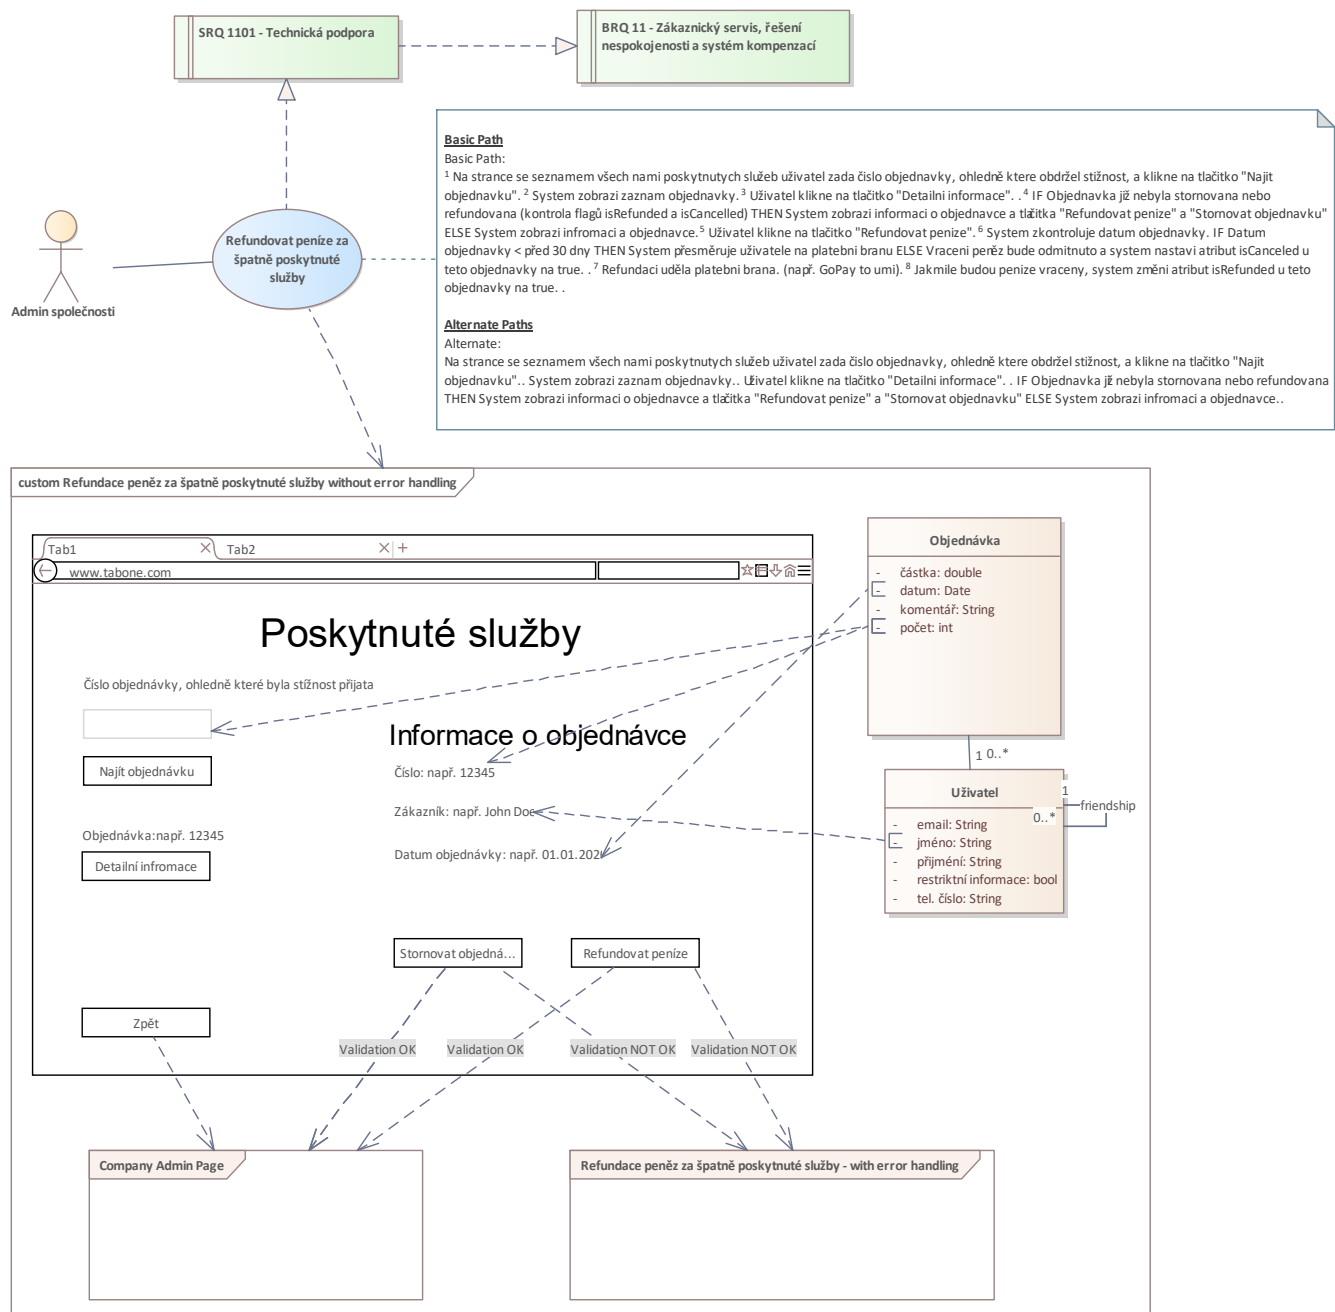 SRQ 1101 - Technická podpora
BRQ 11 - Zákaznický servis, řešení
nespokojenosti a systém kompenzací
Basic Path
Basic Path:
1 Na strance se seznamem všech nami poskytnutych služeb uživatel zada čislo objednavky, ohledně ktere obdržel stižnost, a klikne na tlačitko "Najit
objednavku". 2 System zobrazi zaznam objednavky. 3 Uživatel klikne na tlačitko "Detailni informace". . 4 IF Objednavka již nebyla stornovana nebo
refundovana (kontrola flagů isRefunded a isCancelled) THEN System zobrazi informaci o objednavce a tlačitka "Refundovat penize" a "Stornovat objednavku"
ELSE System zobrazi infromaci a objednavce. 5 Uživatel klikne na tlačitko "Refundovat penize". 6 System zkontroluje datum objednavky. IF Datum
objednavky < před 30 dny THEN System přesměruje uživatele na platebni branu ELSE Vraceni peněz bude odmitnuto a system nastavi atribut isCanceled u
teto objednavky na true. . 7 Refundaci uděla platebni brana. (např. GoPay to umi). 8 Jakmile budou penize vraceny, system změni atribut isRefunded u teto
objednavky na true. .
Alternate Paths
Alternate:
Na strance se seznamem všech nami poskytnutych služeb uživatel zada čislo objednavky, ohledně ktere obdržel stižnost, a klikne na tlačitko "Najit
objednavku".. System zobrazi zaznam objednavky.. Uživatel klikne na tlačitko "Detailni informace". . IF Objednavka již nebyla stornovana nebo refundovana
THEN System zobrazi informaci o objednavce a tlačitka "Refundovat penize" a "Stornovat objednavku" ELSE System zobrazi infromaci a objednavce..
Refundovat peníze za
špatně poskytnuté
služby
Admin společnosti
custom Refundace peněz za špatně poskytnuté služby without error handling
Tab1
Tab2
www.tabone.com
Poskytnuté služby
Číslo objednávky, ohledně které byla stížnost přijata
Najít objednávku
Objednávka:např. 12345
Detailní infromace
Zpět
Informace o objednávce
Číslo: např. 12345
Zákazník: např. John Doe
Datum objednávky: např. 01.01.202
Stornovat objedná...
Refundovat peníze
Validation OK
Validation OK
Validation NOT OK
Validation NOT OK
Objednávka
- částka: double
- datum: Date
- komentář: String
- počet: int
1 0..*
Uživatel
1
friendship
0..*
- email: String
- jméno: String
- přijmění: String
- restriktní informace: bool
- tel. číslo: String
Company Admin Page
Refundace peněz za špatně poskytnuté služby - with error handling